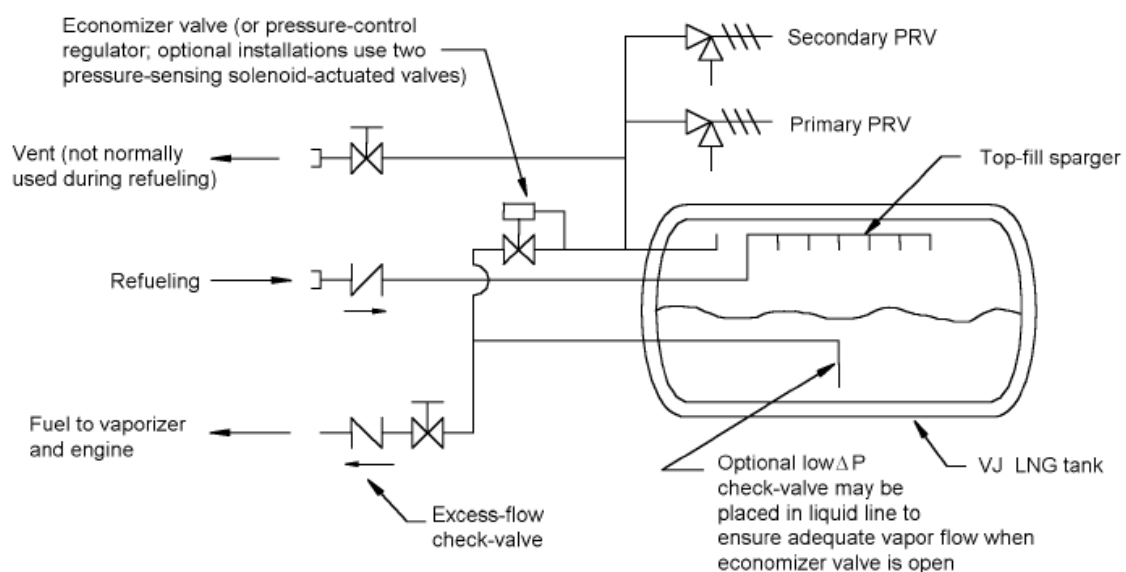 Economizer valve (or pressure-control
regulator; optional installations use two
pressure-sensing solenoid-actuated valves)
Secondary PRV
Primary PRV
Vent (not normally
used during refueling)
Top-fill sparger
Refueling
Fuel to vaporizer
and engine
Excess-flow
check-valve
Optional low ΔP
check-valve may be
placed in liquid line to
ensure adequate vapor flow when
economizer valve is open
VJ LNG tank